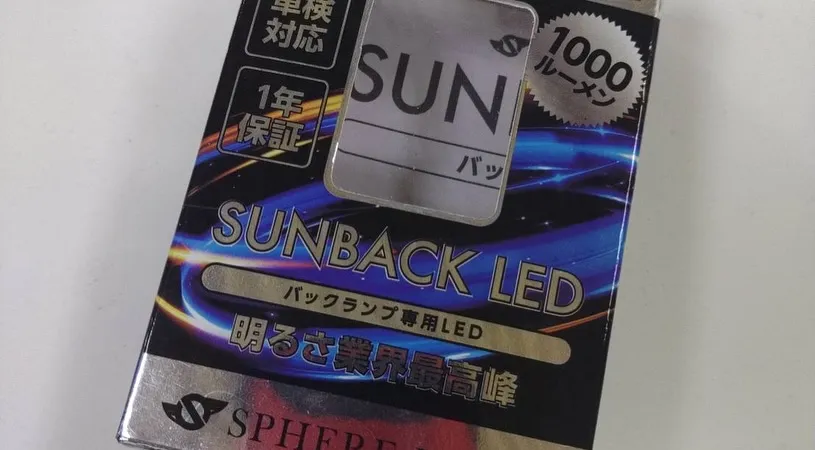 車検
対応
1年
保証
SUN
バッ
1000
ルーメン
SUNBACK LED
バックランプ専用LED
明るさ業界最高峰
SPHERE